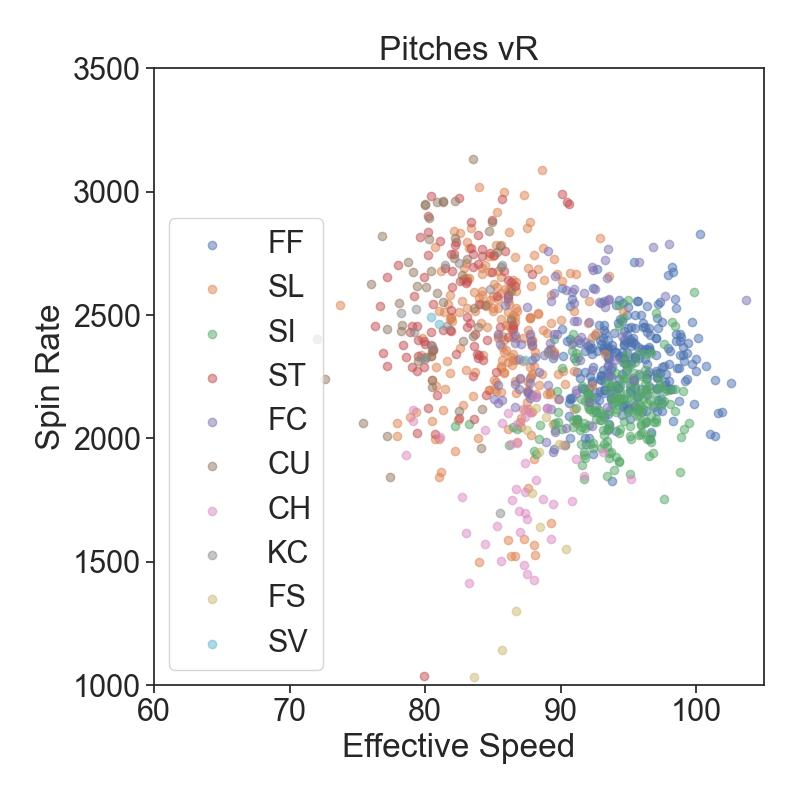 Pitches vR
3500
3000
2500
2000
1500
1000
Spin Rate
FF
SL
SI
ST
FC
CU
CH
KC
FS
SV
60 70 80 90 100
Effective Speed